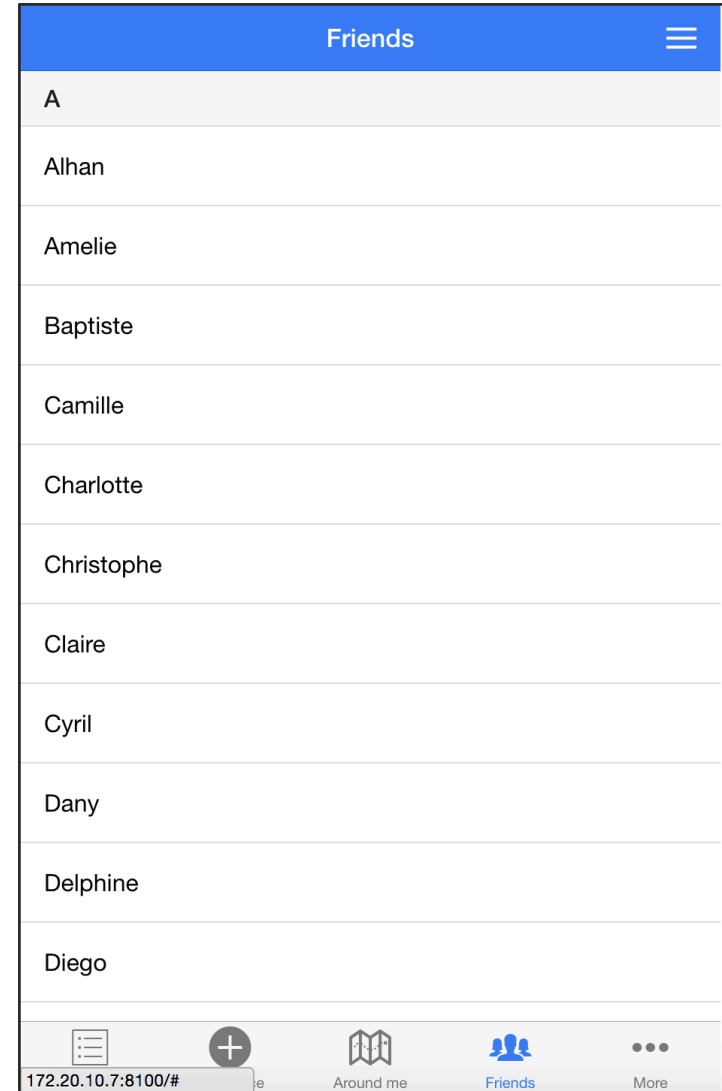 Friends
A
Alhan
Amelie
Baptiste
Camille
Charlotte
Christophe
Claire
Cyril
Dany
Delphine
Diego
172.20.10.7:8100/#
Around me
Friends
More